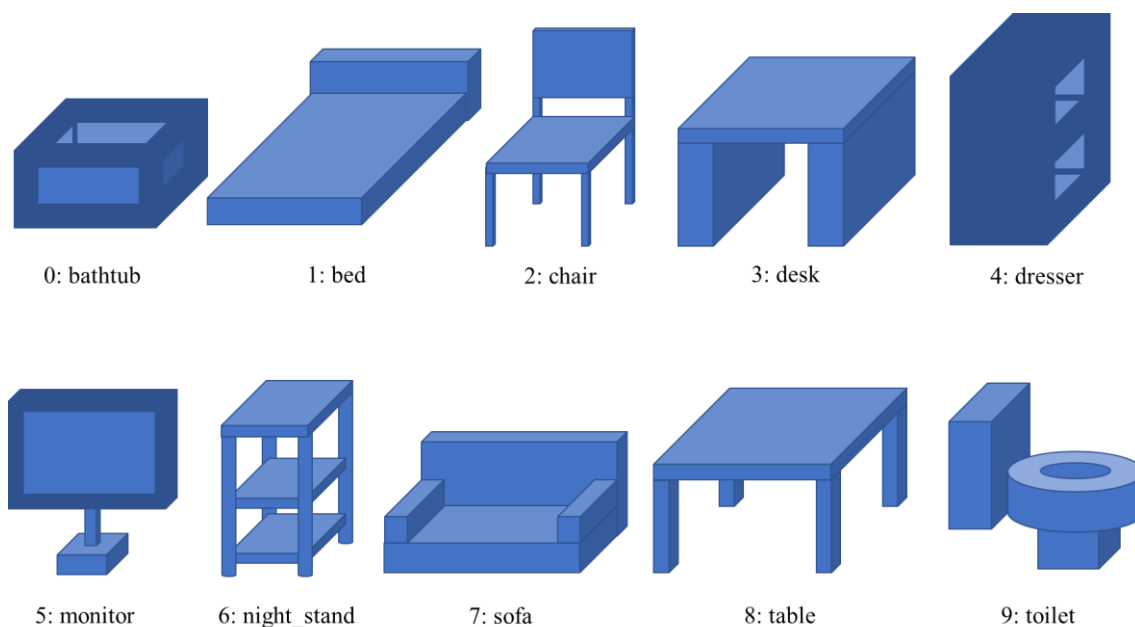 0: bathtub
1: bed
2: chair
3: desk
4: dresser
5: monitor
6: night_stand
7: sofa
8: table
9: toilet